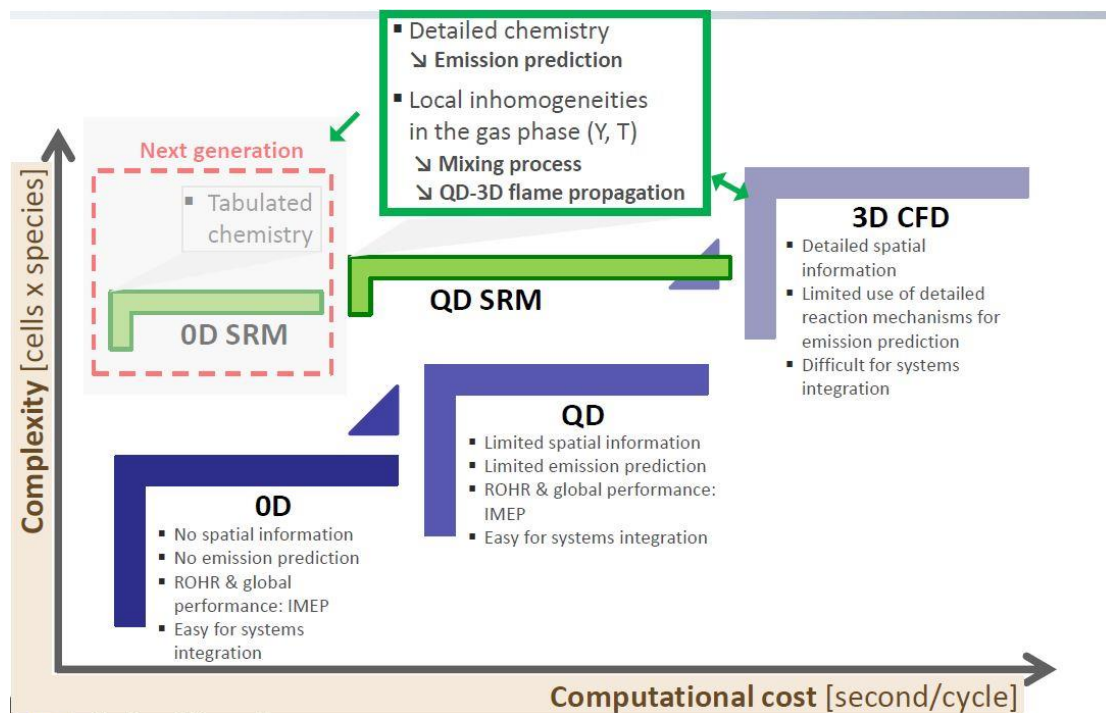 ▪ Detailed chemistry
↘ Emission prediction
▪ Local inhomogeneities
in the gas phase (Y, T)
↘ Mixing process
↘ QD-3D flame propagation
Next generation
▪ Tabulated
chemistry
0D SRM
QD SRM
3D CFD
▪ Detailed spatial
information
▪ Limited use of detailed
reaction mechanisms for
emission prediction
▪ Difficult for systems
integration
QD
▪ Limited spatial information
▪ Limited emission prediction
▪ ROHR & global performance:
IMEP
▪ Easy for systems integration
0D
▪ No spatial information
▪ No emission prediction
▪ ROHR & global
performance: IMEP
▪ Easy for systems
integration
Complexity [cells x species]
Computational cost [second/cycle]